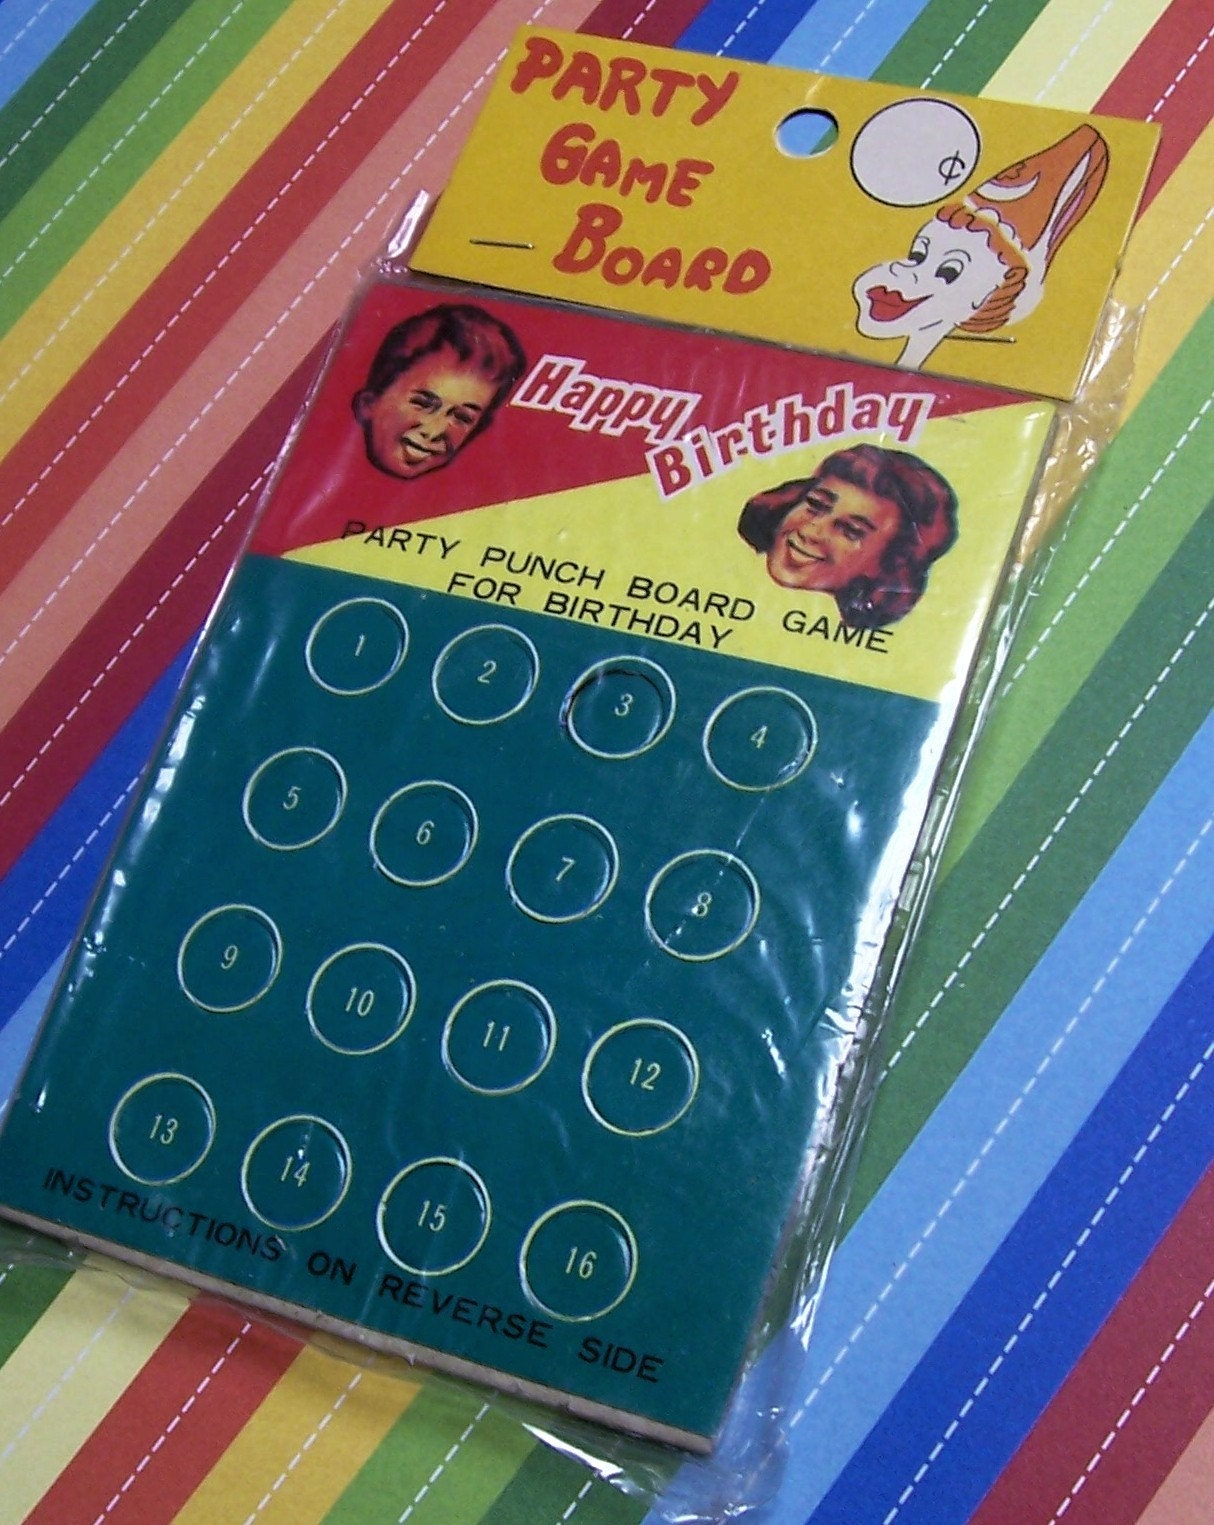 PARTY
GAME
BOARD
¢
Happy
Birthday
PARTY PUNCH BOARD GAME
FOR BIRTHDAY
1 2 3 4
5 6 7 8
9 10 11 12
13 14 15 16
INSTRUCTIONS ON REVERSE SIDE